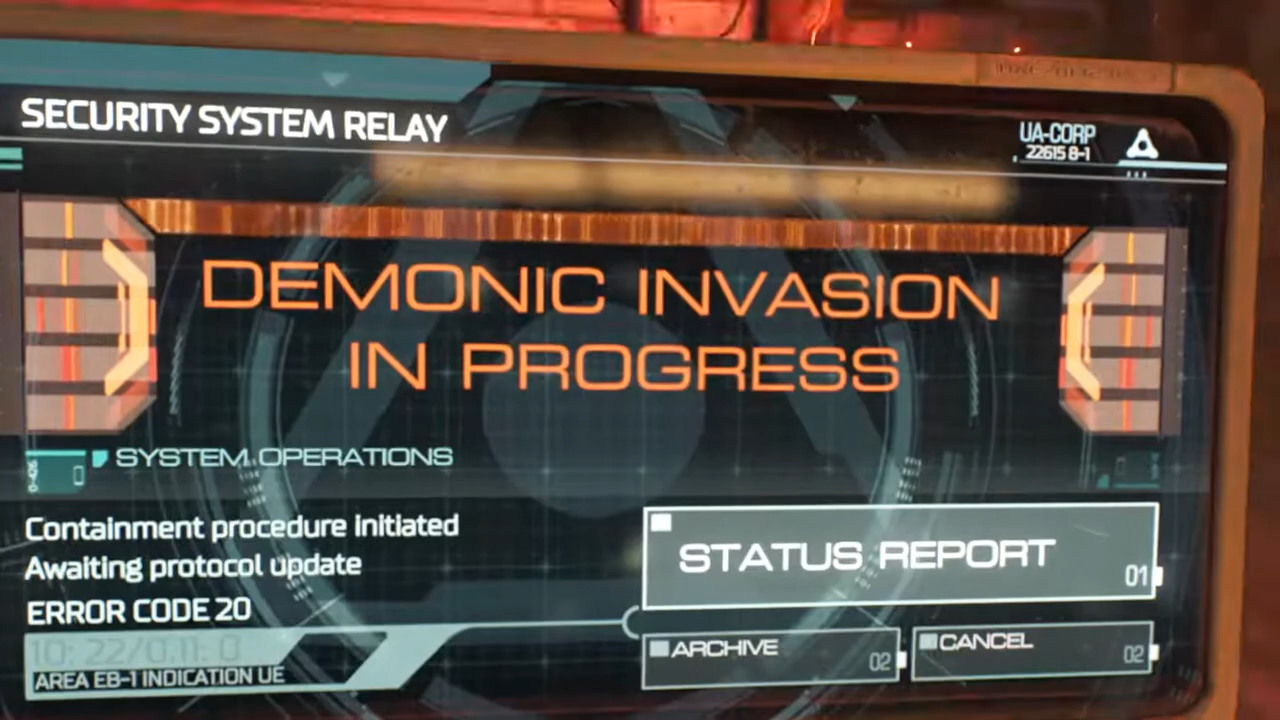 SECURITY SYSTEM RELAY
UA-CORP
22615 8-1
DEMONIC INVASION
IN PROGRESS
SYSTEM OPERATIONS
Containment procedure initiated
Awaiting protocol update
ERROR CODE 20
AREA EB-1 INDICATION UE
STATUS REPORT
01
ARCHIVE
02
CANCEL
02